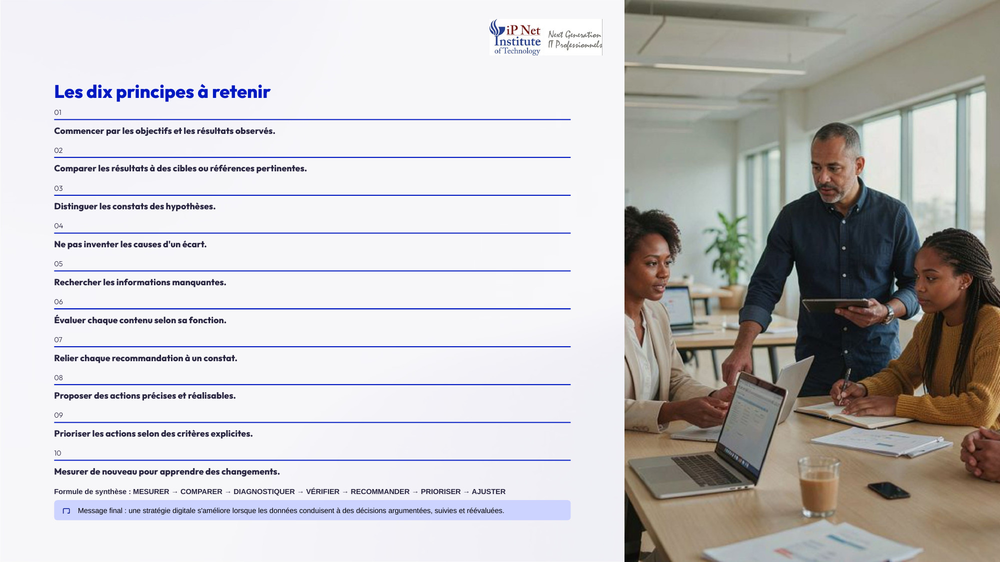 iP Net
Institute
of Technology
Next Generation
IT Professionnels
Les dix principes à retenir
01
Commencer par les objectifs et les résultats observés.
02
Comparer les résultats à des cibles ou références pertinentes.
03
Distinguer les constats des hypothèses.
04
Ne pas inventer les causes d'un écart.
05
Rechercher les informations manquantes.
06
Évaluer chaque contenu selon sa fonction.
07
Relier chaque recommandation à un constat.
08
Proposer des actions précises et réalisables.
09
Prioriser les actions selon des critères explicites.
10
Mesurer de nouveau pour apprendre des changements.
Formule de synthèse : MESURER → COMPARER → DIAGNOSTIQUER → VÉRIFIER → RECOMMANDER → PRIORISER → AJUSTER
Message final : une stratégie digitale s'améliore lorsque les données conduisent à des décisions argumentées, suivies et réévaluées.